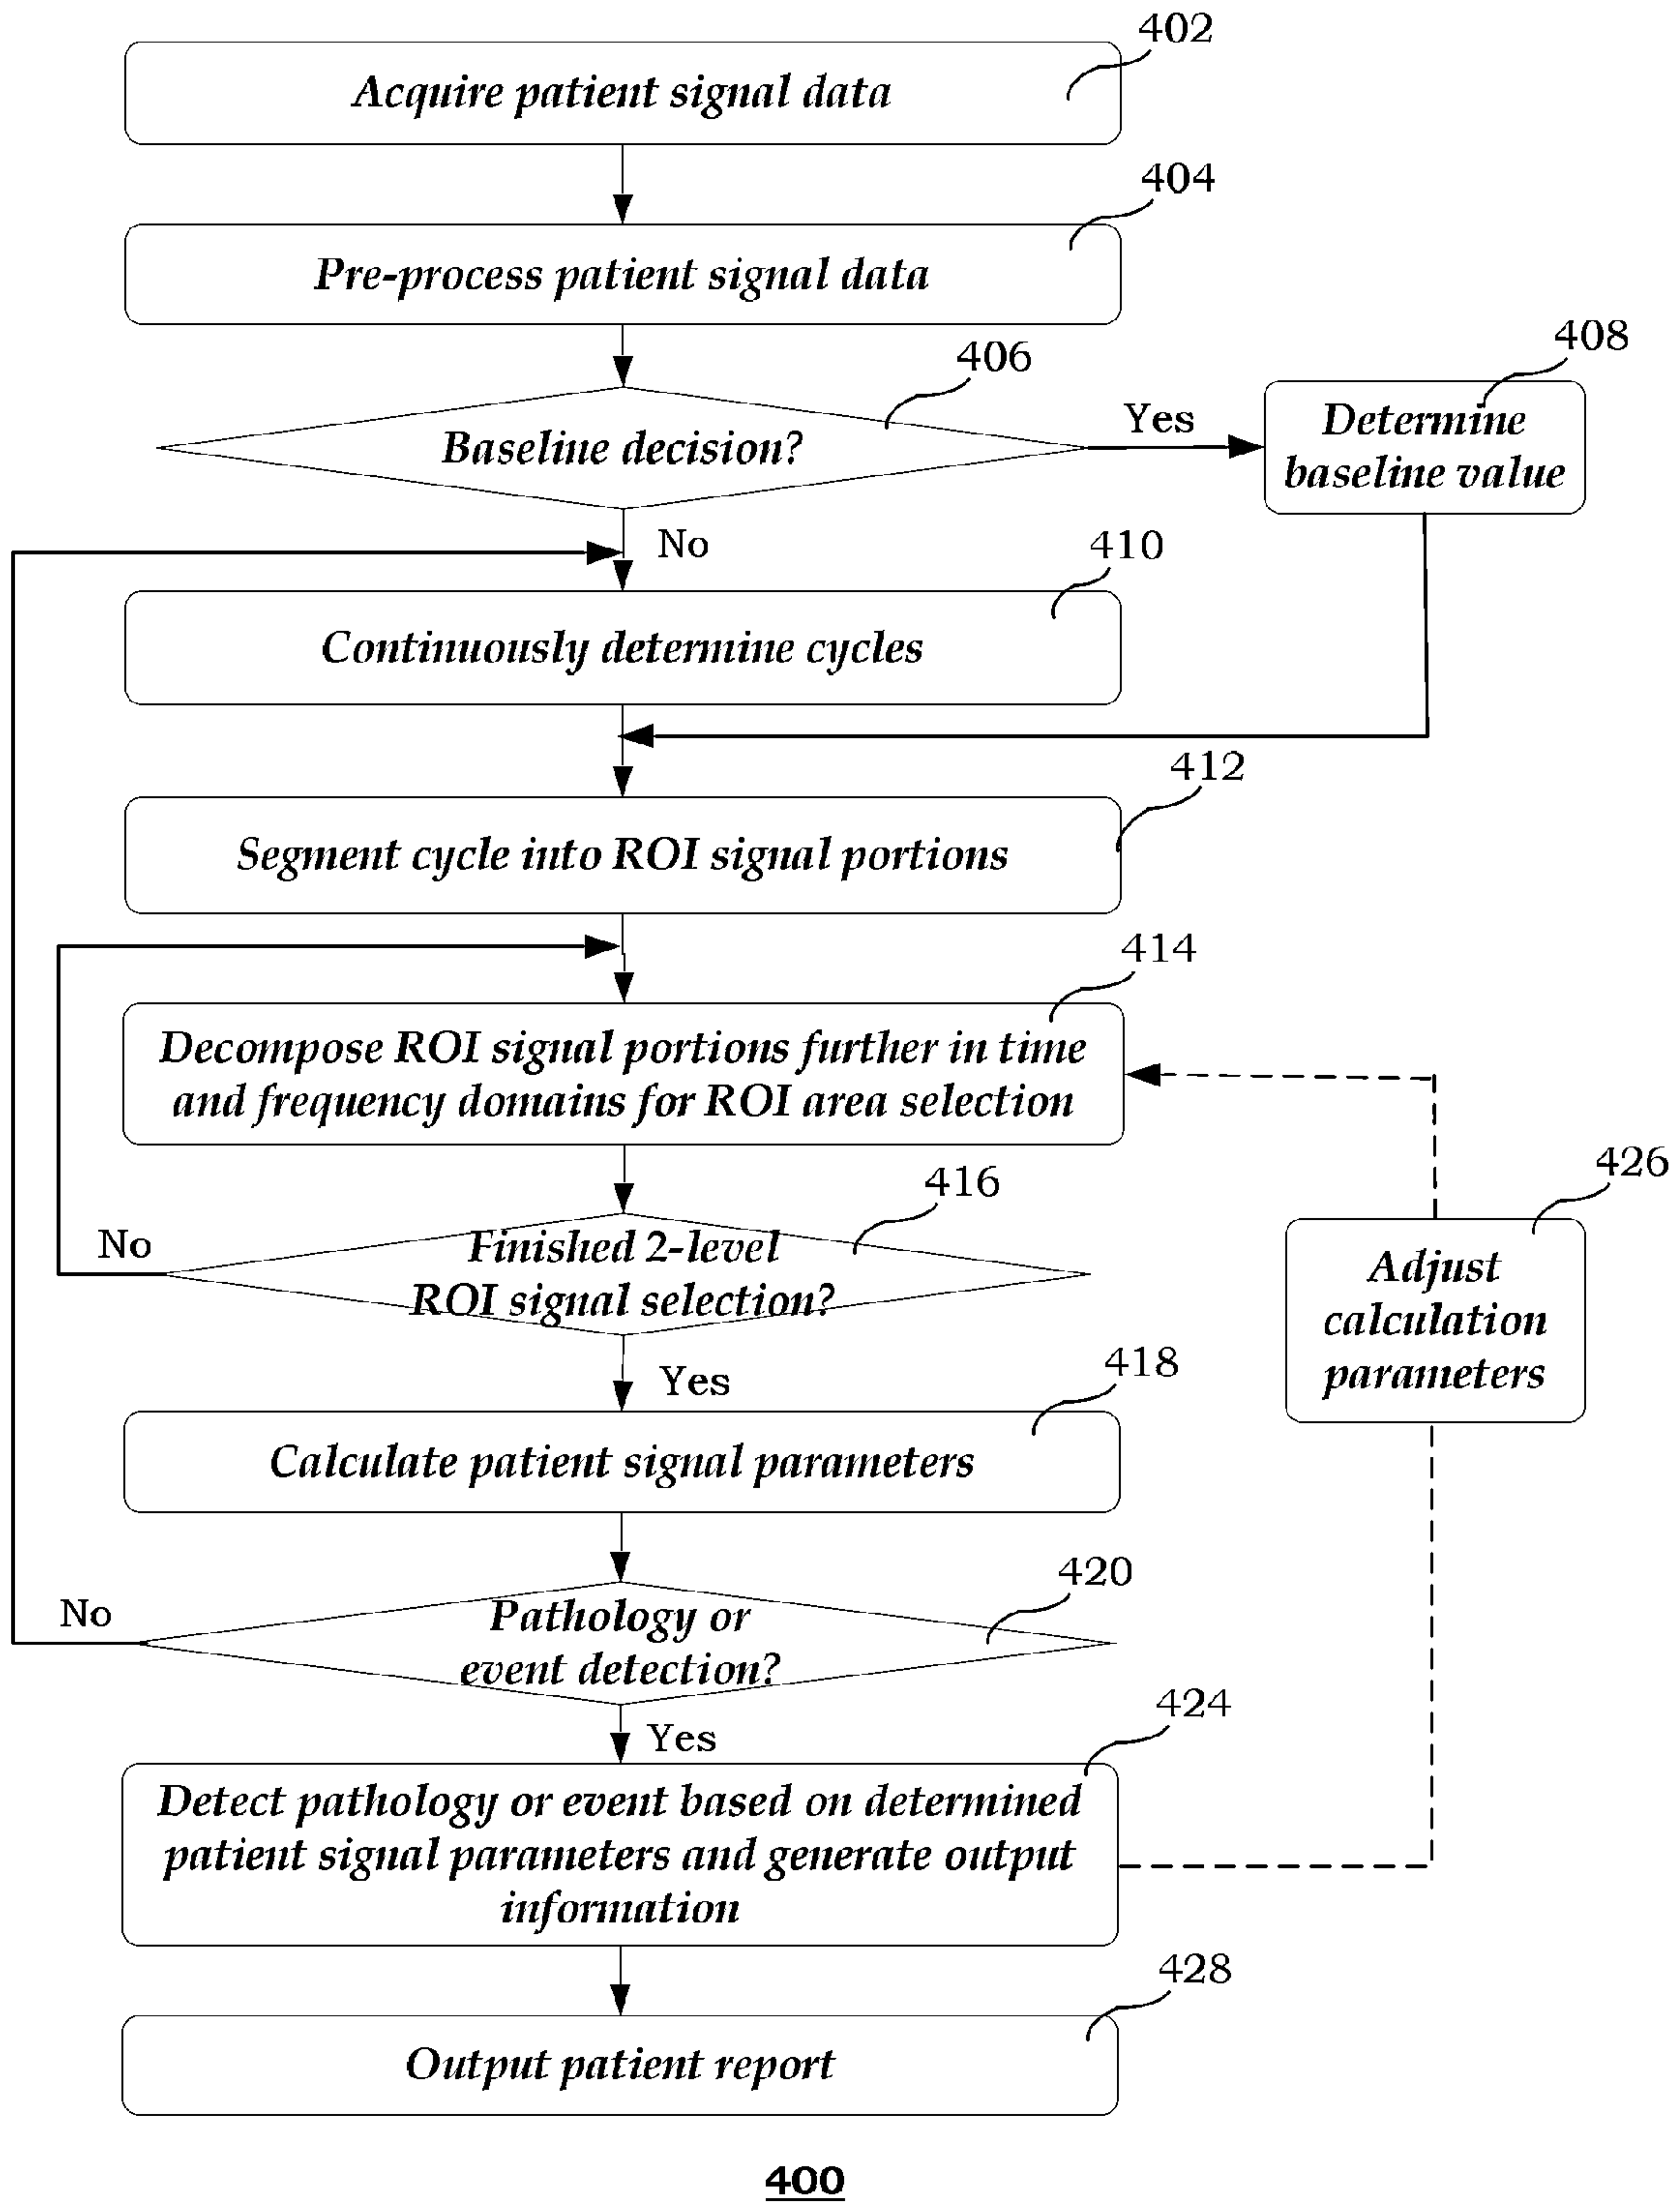 402
Acquire patient signal data
404
Pre-process patient signal data
406
Baseline decision?
Yes
408
Determine
baseline value
No
410
Continuously determine cycles
412
Segment cycle into ROI signal portions
414
Decompose ROI signal portions further in time
and frequency domains for ROI area selection
416
Finished 2-level
ROI signal selection?
No
426
Adjust
calculation
parameters
Yes
418
Calculate patient signal parameters
420
Pathology or
event detection?
No
Yes
424
Detect pathology or event based on determined
patient signal parameters and generate output
information
428
Output patient report
400